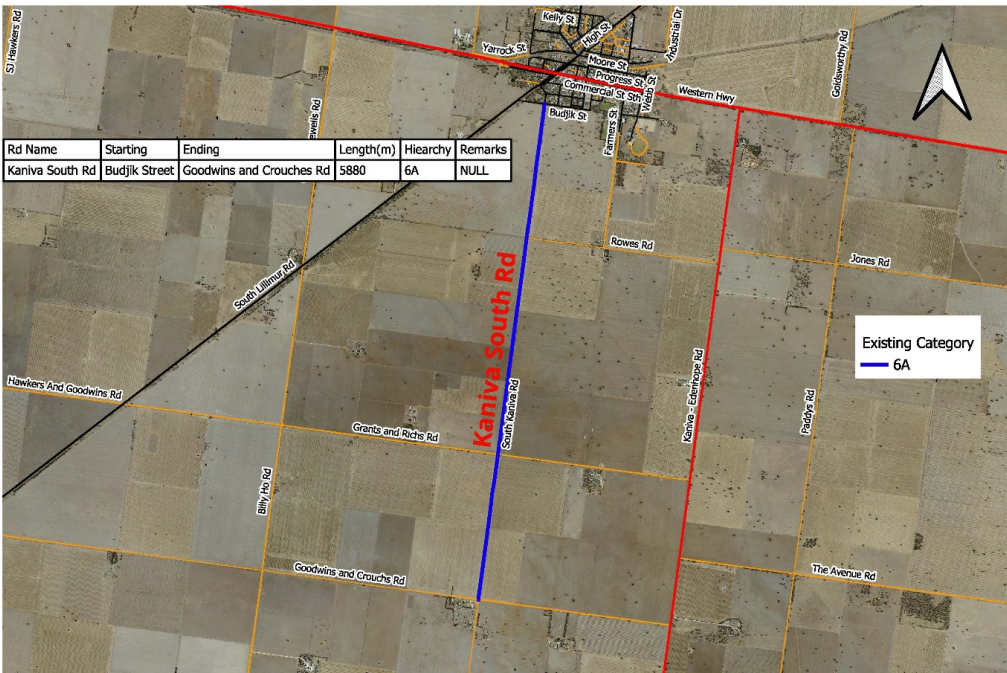 SJ Hawkers Rd
Kelly St
High St
Industrial Dr
Yarrock St
Moore St
Progress St
Commercial St Sth
Webb St
Western Hwy
Goldsworthy Rd
Budjik St
Farmers St
ewells Rd
Rd Name Starting Ending Length(m) Hiearchy Remarks
Kaniva South Rd Budjik Street Goodwins and Crouches Rd 5880 6A NULL
Rowes Rd
Jones Rd
South Lillimur Rd
Kaniva South Rd
South Kaniva Rd
Kaniva - Edenhope Rd
Existing Category
6A
Paddys Rd
Hawkers And Goodwins Rd
Grants and Richs Rd
Billy Ho Rd
Goodwins and Crouchs Rd
The Avenue Rd